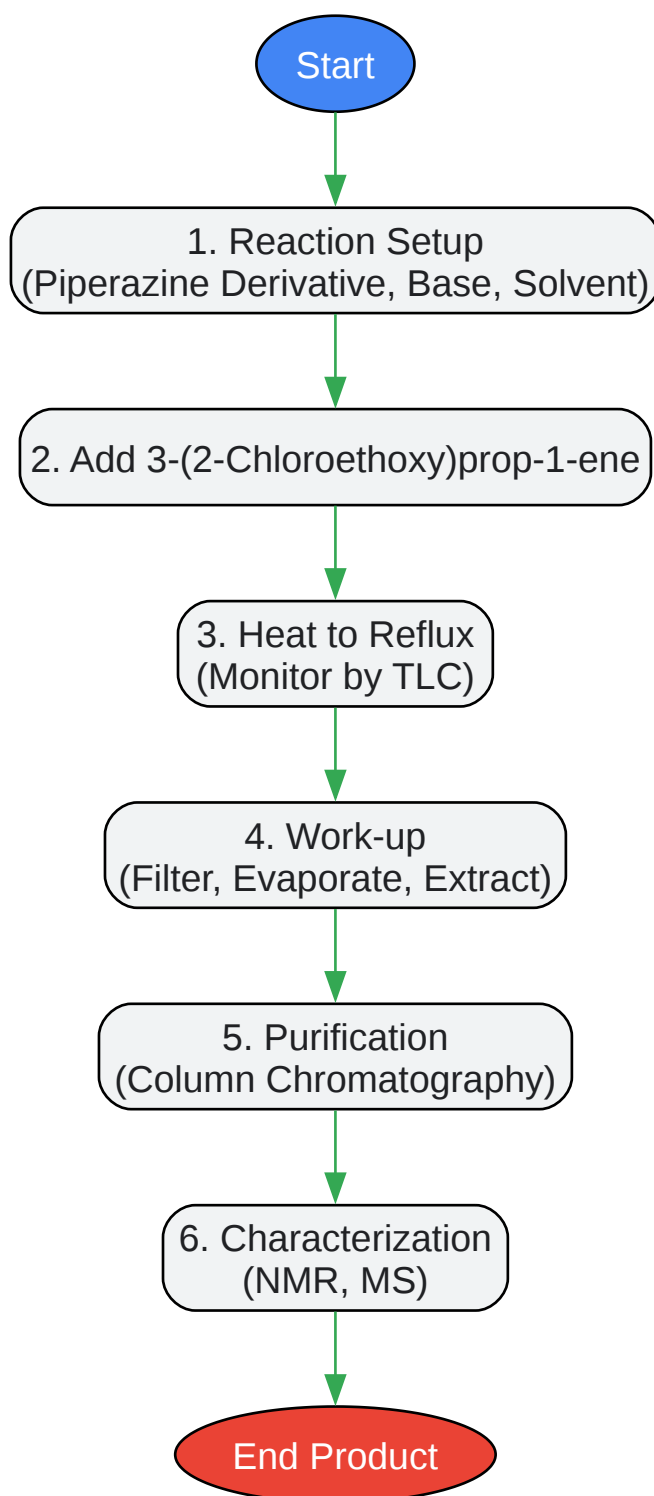 Start
1. Reaction Setup
(Piperazine Derivative, Base, Solvent)
2. Add 3-(2-Chloroethoxy)prop-1-ene
3. Heat to Reflux
(Monitor by TLC)
4. Work-up
(Filter, Evaporate, Extract)
5. Purification
(Column Chromatography)
6. Characterization
(NMR, MS)
End Product